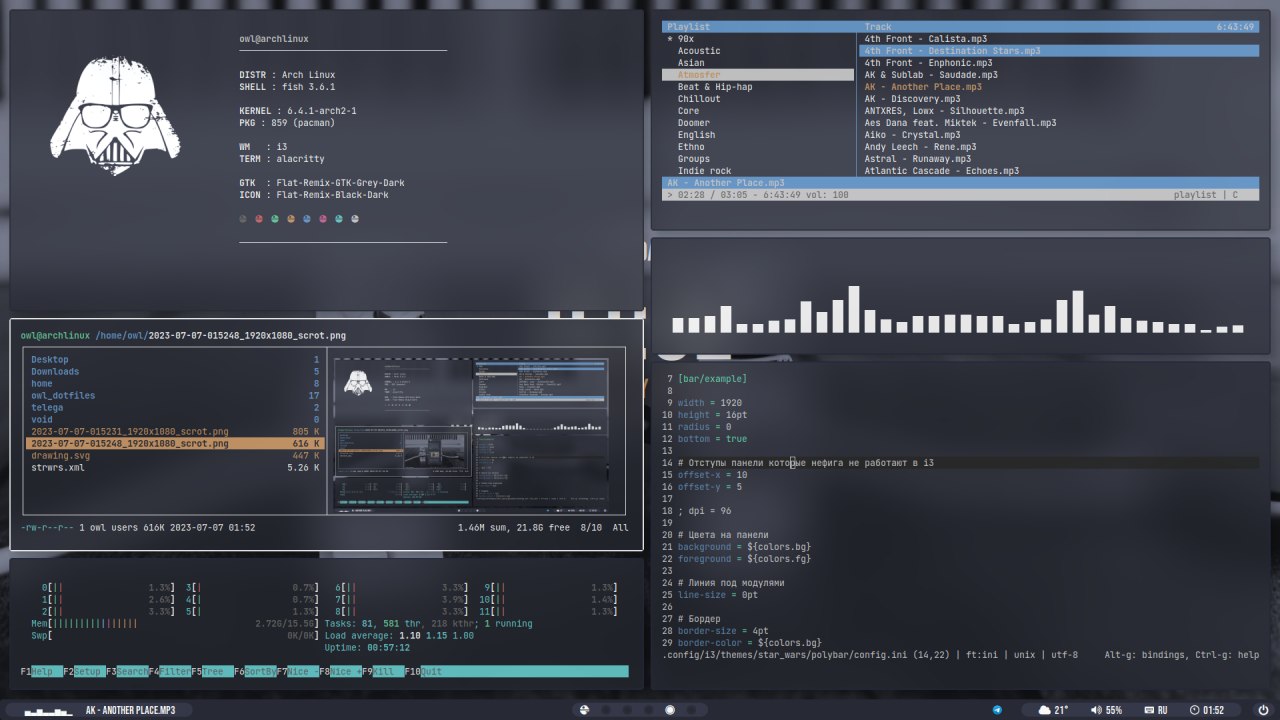 owl@archlinux
DISTR : Arch Linux
SHELL : fish 3.6.1
KERNEL : 6.4.1-arch2-1
PKG : 859 (pacman)
WM : i3
TERM : alacritty
GTK : Flat-Remix-GTK-Grey-Dark
ICON : Flat-Remix-Black-Dark
Playlist
* 90x
Acoustic
Asian
Atmosfer
Beat & Hip-hop
Chillout
Core
Doomer
English
Ethno
Groups
Indie rock
Track 6:43:49
4th Front - Calista.mp3
4th Front - Destination Stars.mp3
4th Front - Enphonic.mp3
AK & Sublab - Saudade.mp3
AK - Another Place.mp3
AK - Discovery.mp3
ANTXRES, Lowx - Silhouette.mp3
Aes Dana feat. Miktek - Evenfall.mp3
Aiko - Crystal.mp3
Andy Leech - Rene.mp3
Astral - Runaway.mp3
Atlantic Cascade - Echoes.mp3
AK - Another Place.mp3
> 02:28 / 03:05 - 6:43:49 vol: 100 playlist | C
owl@archlinux /home/owl/2023-07-07-015248_1920x1080_scrot.png
Desktop 1
Downloads 5
home 8
owl_dotfiles 17
telega 2
void 0
2023-07-07-015231_1920x1080_scrot.png 805 K
2023-07-07-015248_1920x1080_scrot.png 616 K
drawing.svg 447 K
strwrs.xml 5.26 K
-rw-r--r-- 1 owl users 616K 2023-07-07 01:52 1.46M sum, 21.8G free 8/10 All
0[|| 1.3%] 3[| 0.7%] 6[|| 3.3%] 9[|| 1.3%]
1[|| 2.6%] 4[| 0.7%] 7[|| 3.9%] 10[|| 1.4%]
2[|| 3.3%] 5[| 1.3%] 8[|| 3.3%] 11[|| 1.3%]
Mem[|||||||||||||||| 2.72G/15.5G] Tasks: 81, 581 thr, 218 kthr; 1 running
Swp[ 0K/0K] Load average: 1.10 1.15 1.00
Uptime: 00:57:12
F1Help F2Setup F3SearchF4FilterF5Tree F6SortByF7Nice -F8Nice +F9Kill F10Quit
7 [bar/example]
8
9 width = 1920
10 height = 16pt
11 radius = 0
12 bottom = true
13
14 # Отступы панели которые нефига не работают в i3
15 offset-x = 10
16 offset-y = 5
17
18 ; dpi = 96
19
20 # Цвета на панели
21 background = ${colors.bg}
22 foreground = ${colors.fg}
23
24 # Линия под модулями
25 line-size = 0pt
26
27 # Бордер
28 border-size = 4pt
29 border-color = ${colors.bg}
.config/i3/themes/star_wars/polybar/config.ini (14,22) | ft:ini | unix | utf-8 Alt-g: bindings, Ctrl-g: help
AK - ANOTHER PLACE.MP3
21° 55% RU 01:52